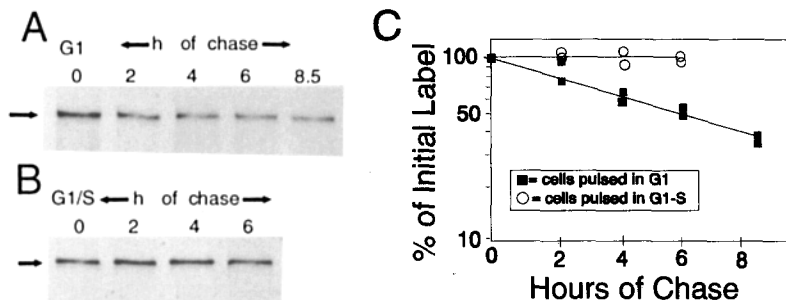 A
G1 h of chase
0 2 4 6 8.5
B
G1/S h of chase
0 2 4 6
C
% of Initial Label
100
50
10
■= cells pulsed in G1
○= cells pulsed in G1-S
0 2 4 6 8
Hours of Chase